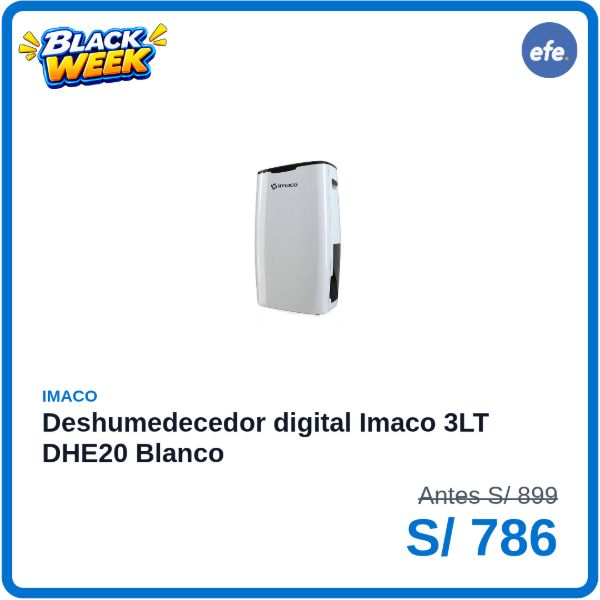 BLACK
WEEK
efe.
imaco
IMACO
Deshumedecedor digital Imaco 3LT
DHE20 Blanco
Antes S/ 899
S/ 786